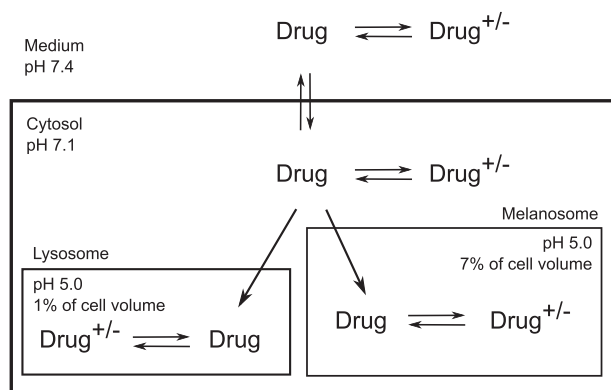 Drug Drug+/-
Medium
pH 7.4
Cytosol
pH 7.1
Drug Drug+/-
Melanosome
pH 5.0
7% of cell volume
Drug Drug+/-
Lysosome
pH 5.0
1% of cell volume
Drug+/- Drug